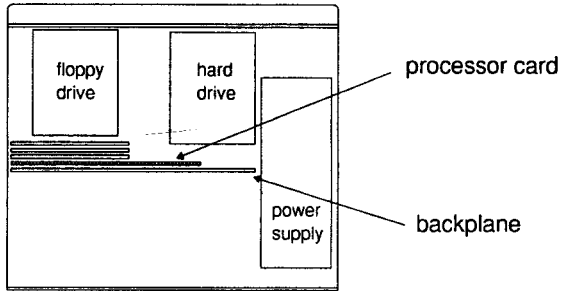 floppy
drive
hard
drive
processor card
power
supply
backplane